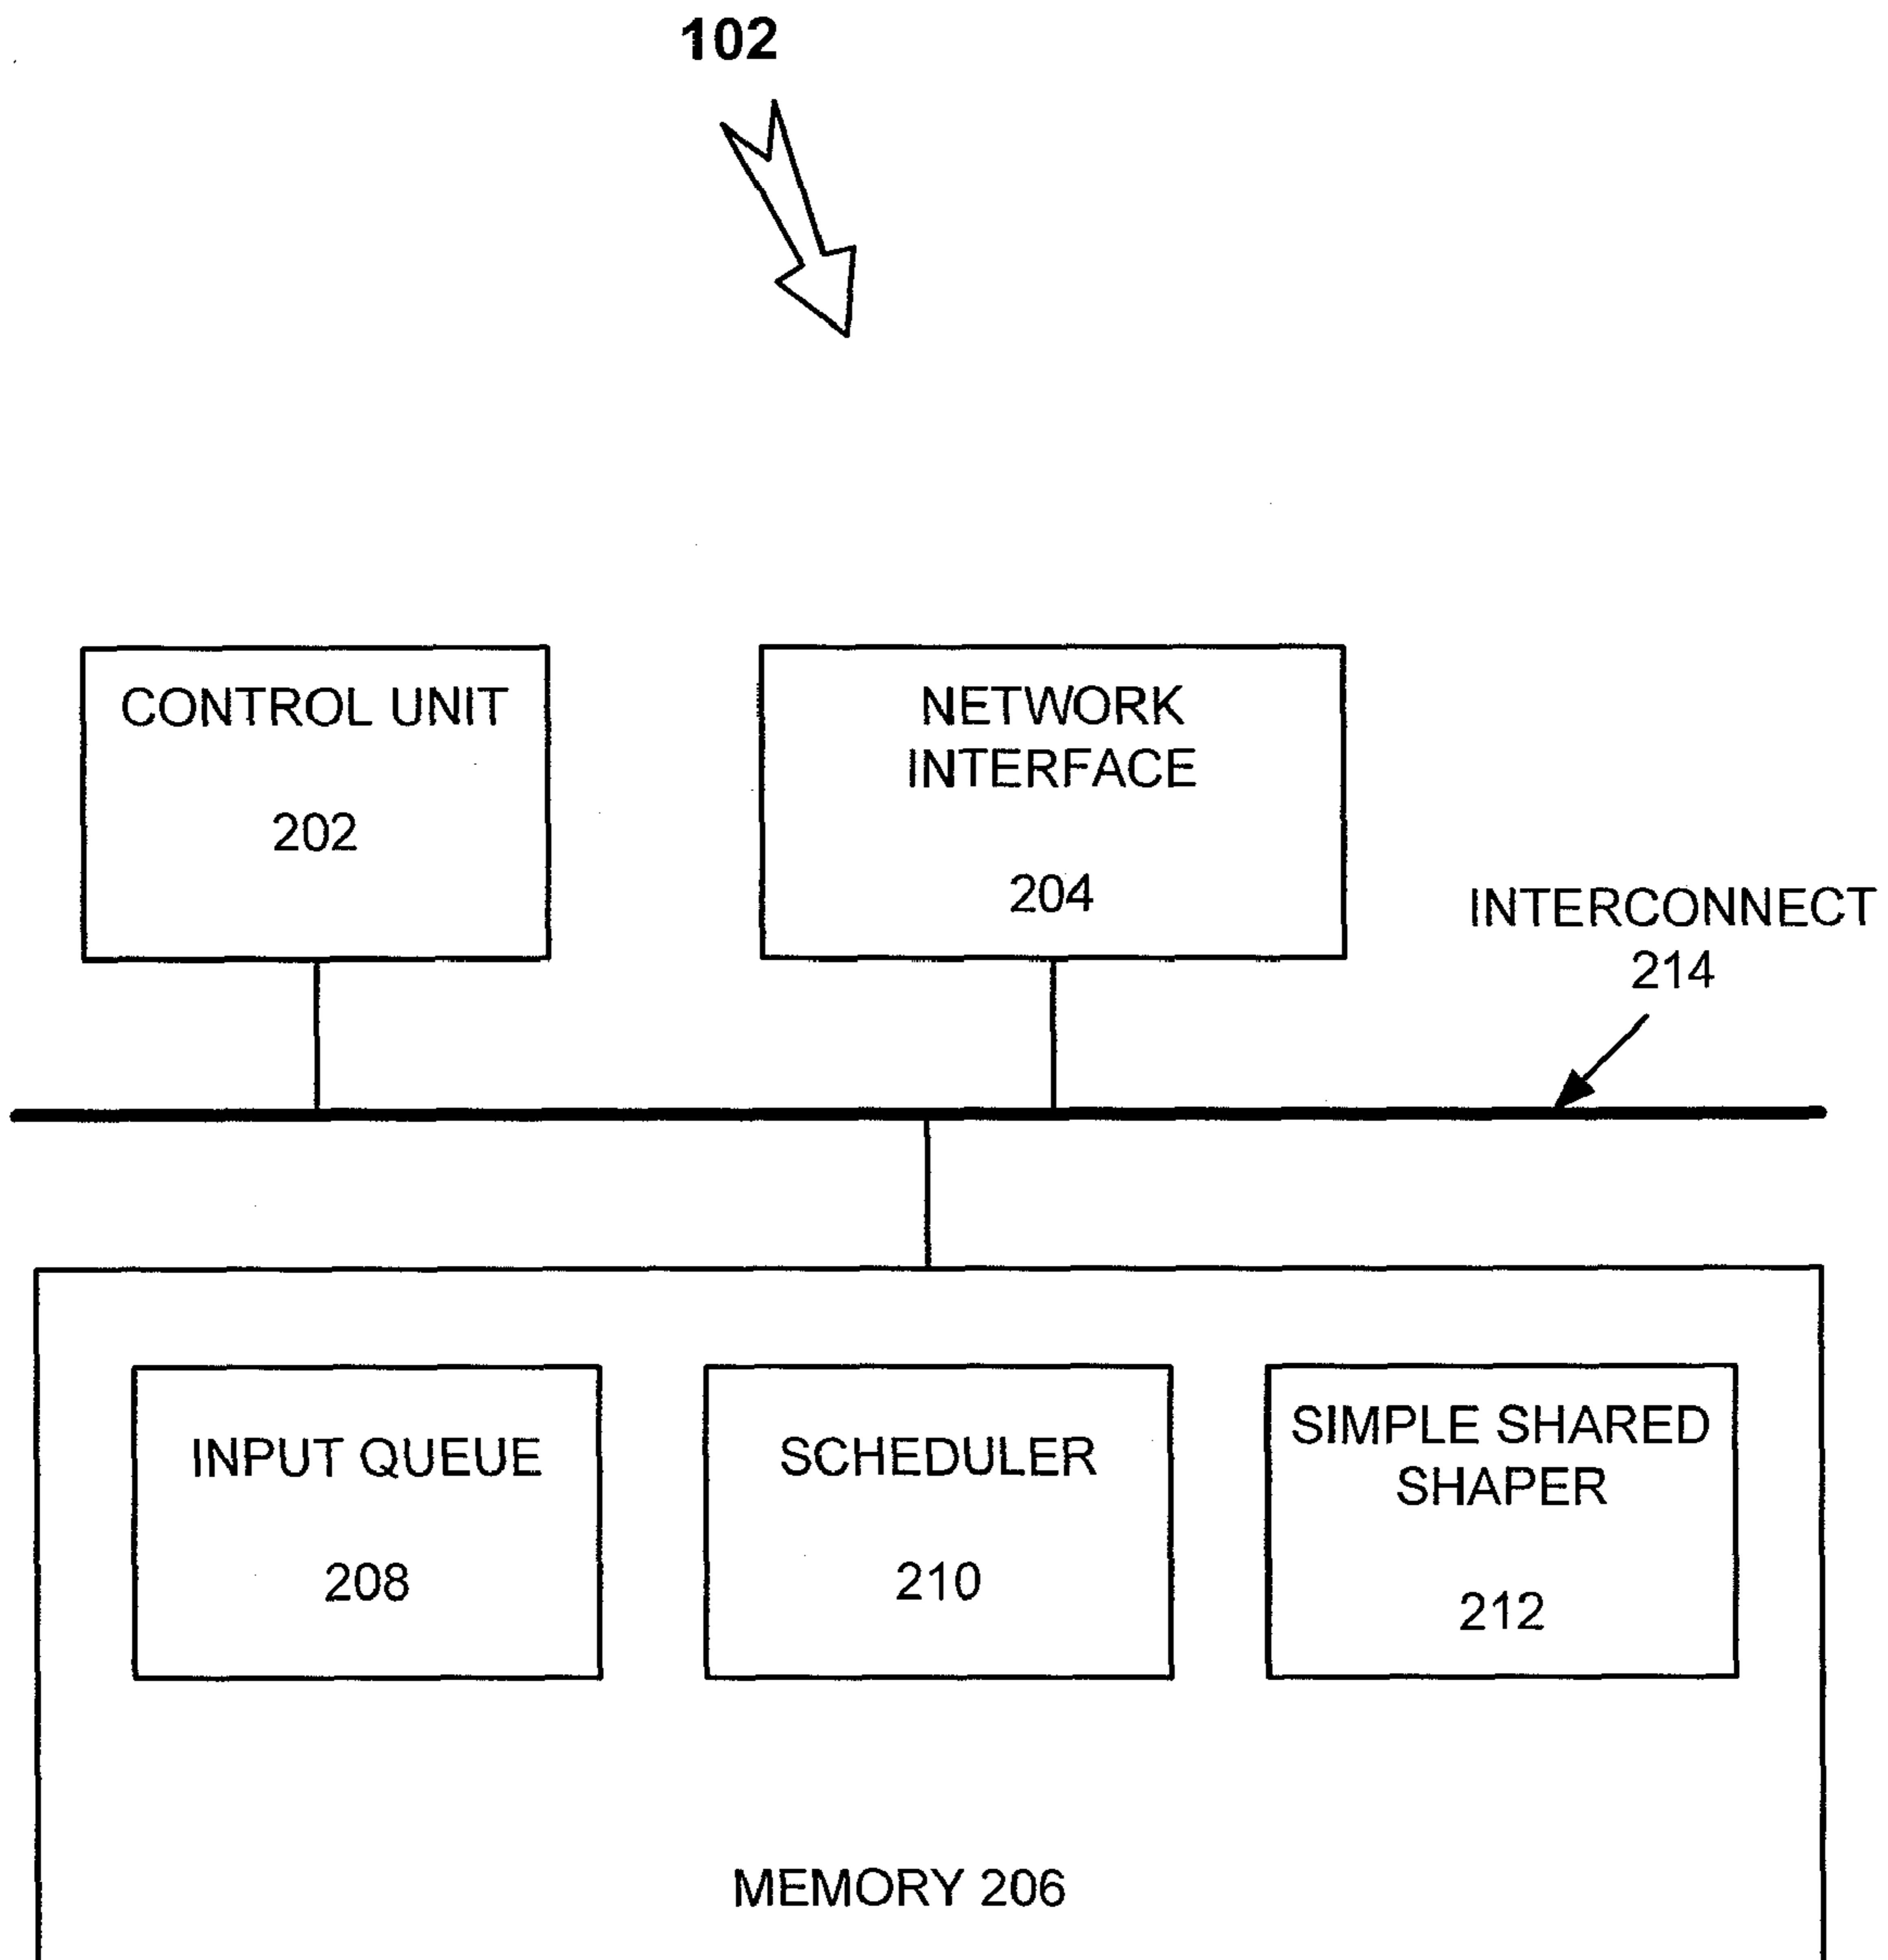 102
CONTROL UNIT
202
NETWORK
INTERFACE
204
INTERCONNECT
214
INPUT QUEUE
208
SCHEDULER
210
SIMPLE SHARED
SHAPER
212
MEMORY 206